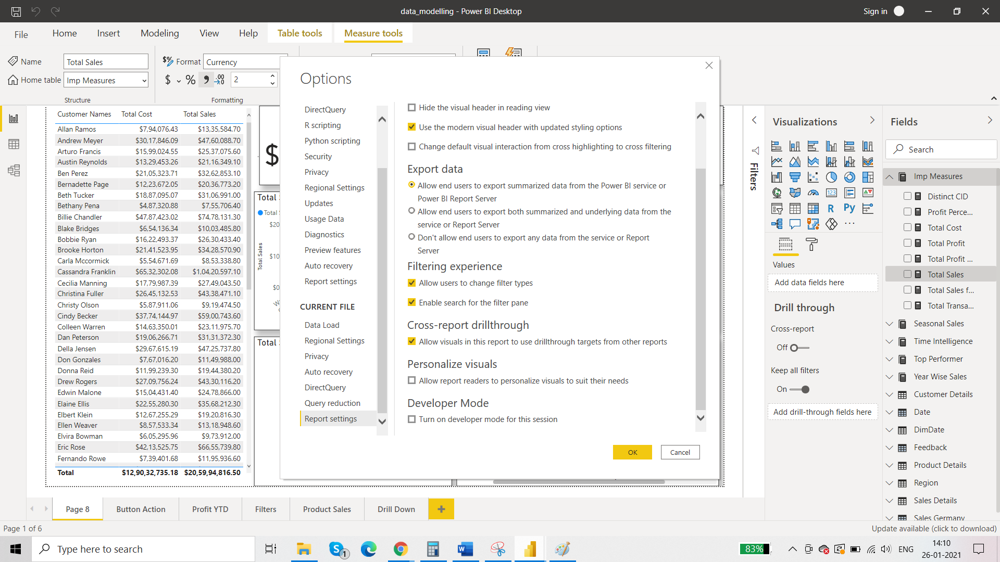 data_modelling - Power BI Desktop
Sign in
File
Home
Insert
Modeling
View
Help
Table tools
Measure tools
Name
Total Sales
Home table
Imp Measures
Structure
Format
Currency
$
%
2
Formatting
Customer Names Total Cost Total Sales
Allan Ramos $7,94,076.43 $13,35,584.70
Andrew Meyer $30,17,846.09 $47,60,088.70
Arturo Francis $15,99,024.55 $25,37,075.60
Austin Reynolds $13,29,453.26 $21,16,349.10
Ben Perez $21,05,323.71 $32,62,853.10
Bernadette Page $12,23,672.05 $20,36,773.20
Beth Tucker $18,87,095.07 $31,06,991.00
Bethany Pena $4,87,320.88 $7,55,706.40
Billie Chandler $47,87,423.02 $74,78,131.30
Blake Bridges $6,54,136.34 $10,03,485.80
Bobbie Ryan $16,22,493.37 $26,30,433.40
Brooke Horton $21,41,523.95 $34,28,570.90
Carla Mccormick $5,54,671.69 $8,53,338.80
Cassandra Franklin $65,32,302.08 $1,04,20,597.10
Cecilia Manning $17,79,987.39 $27,49,043.50
Christina Fuller $26,45,132.53 $43,38,471.10
Christy Olson $5,87,911.06 $9,19,474.50
Cindy Becker $37,74,144.97 $59,00,743.60
Colleen Warren $14,63,350.01 $23,11,975.70
Dan Peterson $19,06,266.71 $31,31,372.30
Della Jensen $29,67,615.19 $47,25,737.80
Don Gonzales $7,67,016.20 $11,49,988.00
Donna Reid $11,99,239.30 $19,44,380.20
Drew Rogers $27,09,756.24 $43,30,116.20
Edwin Malone $15,04,431.40 $24,78,866.00
Elaine Ellis $22,55,280.30 $35,68,212.30
Elbert Klein $12,67,255.29 $19,20,816.30
Ellen Weaver $8,57,533.34 $13,18,948.60
Elvira Bowman $6,05,295.96 $9,73,912.00
Eric Rose $42,13,525.75 $66,55,739.80
Fernando Rowe $7,39,401.68 $11,95,936.60
Total $12,90,32,735.18 $20,59,94,816.50
$
Total
Total
$20
$10
$0
Total Sales
Total
Options
DirectQuery
R scripting
Python scripting
Security
Privacy
Regional Settings
Updates
Usage Data
Diagnostics
Preview features
Auto recovery
Report settings
CURRENT FILE
Data Load
Regional Settings
Privacy
Auto recovery
DirectQuery
Query reduction
Report settings
Hide the visual header in reading view
Use the modern visual header with updated styling options
Change default visual interaction from cross highlighting to cross filtering
Export data
Allow end users to export summarized data from the Power BI service or
Power BI Report Server
Allow end users to export both summarized and underlying data from the
service or Report Server
Don't allow end users to export any data from the service or Report
Server
Filtering experience
Allow users to change filter types
Enable search for the filter pane
Cross-report drillthrough
Allow visuals in this report to use drillthrough targets from other reports
Personalize visuals
Allow report readers to personalize visuals to suit their needs
Developer Mode
Turn on developer mode for this session
OK
Cancel
Filters
Visualizations
R
Py
123
Values
Add data fields here
Drill through
Cross-report
Off
Keep all filters
On
Add drill-through fields here
Fields
Search
Imp Measures
Distinct CID
Profit Perce...
Total Cost
Total Profit
Total Profit ...
Total Sales
Total Sales f...
Total Transa...
Seasonal Sales
Time Intelligence
Top Performer
Year Wise Sales
Customer Details
Date
DimDate
Feedback
Product Details
Region
Sales Details
Sales Germany
Page 8
Button Action
Profit YTD
Filters
Product Sales
Drill Down
+
Page 1 of 6
Update available (click to download)
Type here to search
1
83%
ENG
14:10
26-01-2021